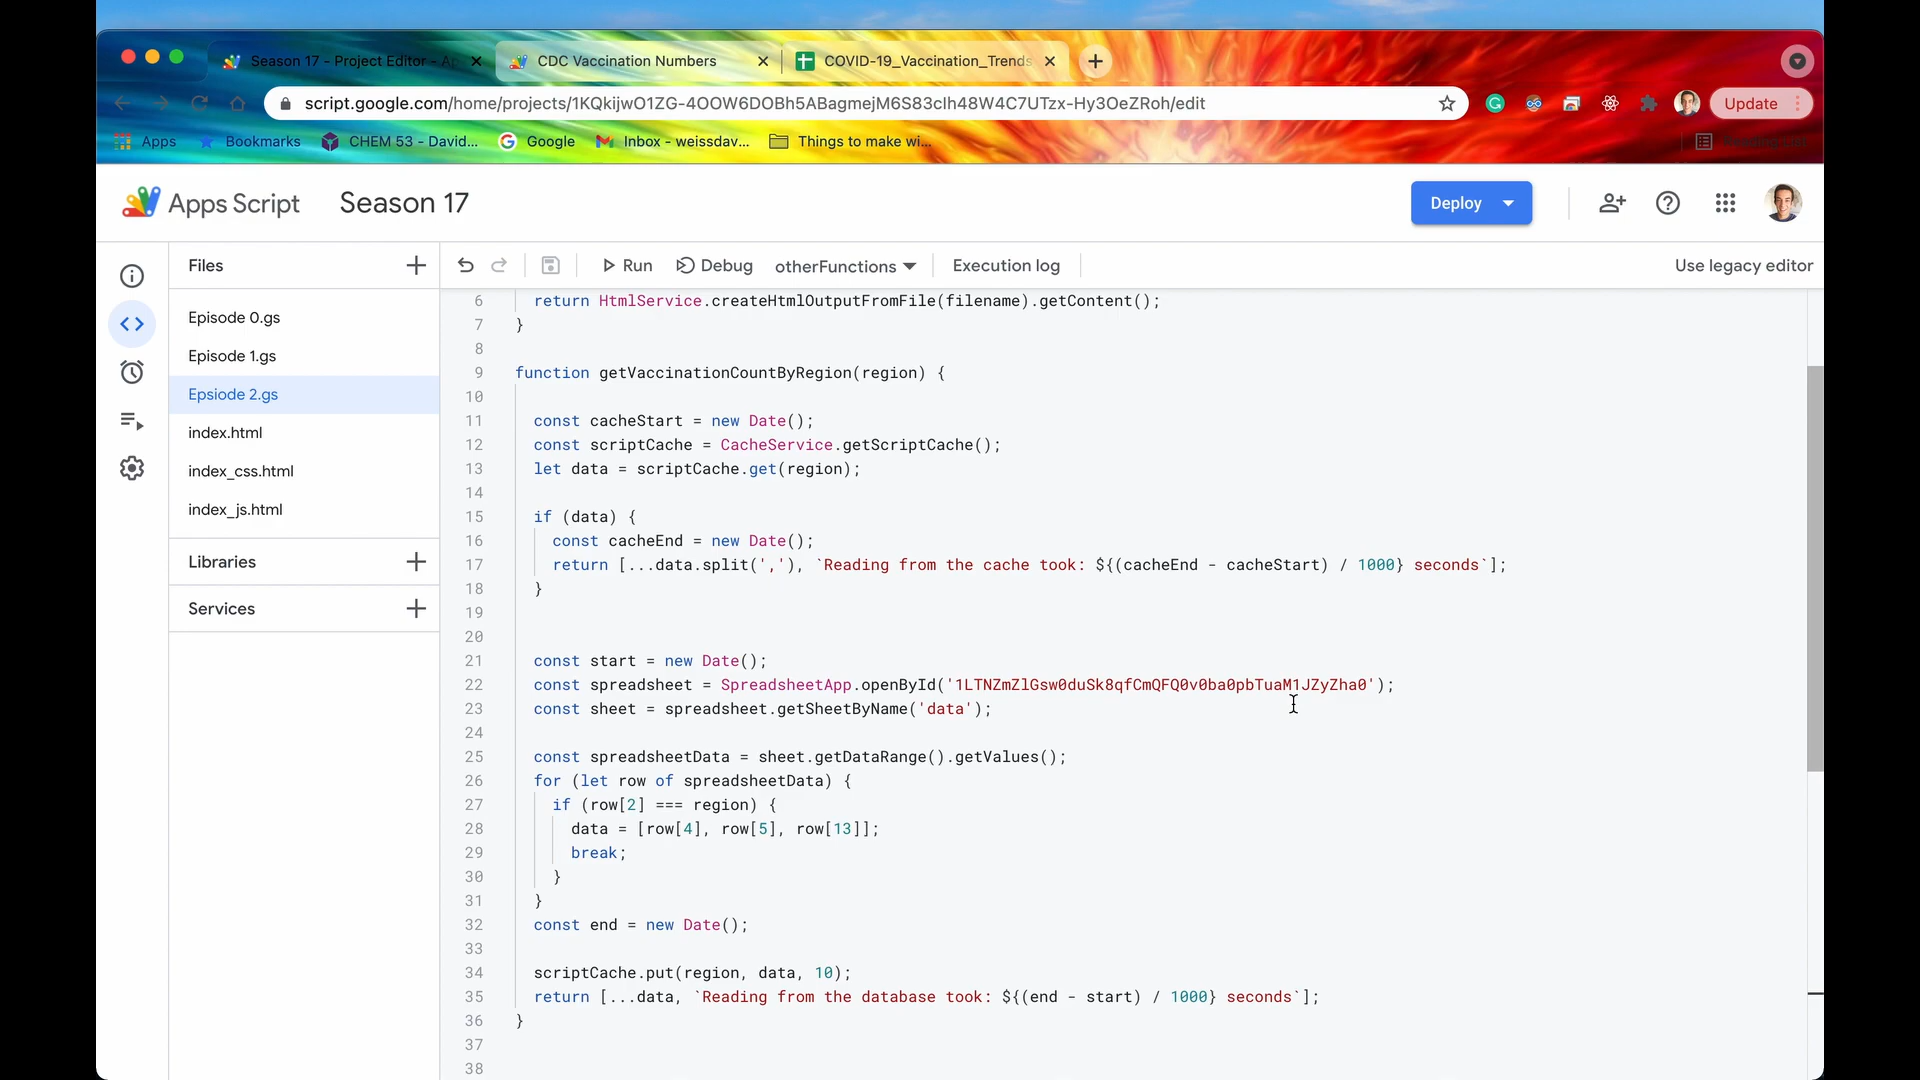 Season 17 - Project Editor - Ap
CDC Vaccination Numbers
COVID-19_Vaccination_Trends
script.google.com/home/projects/1KQkijwO1ZG-4OOW6DOBh5ABagmejM6S83cIh48W4C7UTzx-Hy3OeZRoh/edit
Update
Apps
Bookmarks
CHEM 53 - David...
Google
Inbox - weissdav...
Things to make wi...
Reading List
Apps Script
Season 17
Deploy
Files
Run
Debug
otherFunctions
Execution log
Use legacy editor
Episode 0.gs
Episode 1.gs
Epsiode 2.gs
index.html
index_css.html
index_js.html
Libraries
Services
6 return HtmlService.createHtmlOutputFromFile(filename).getContent();
7 }
8
9 function getVaccinationCountByRegion(region) {
10
11 const cacheStart = new Date();
12 const scriptCache = CacheService.getScriptCache();
13 let data = scriptCache.get(region);
14
15 if (data) {
16 const cacheEnd = new Date();
17 return [...data.split(','), `Reading from the cache took: ${(cacheEnd - cacheStart) / 1000} seconds`];
18 }
19
20
21 const start = new Date();
22 const spreadsheet = SpreadsheetApp.openById('1LTNZmZlGsw0duSk8qfCmQFQ0v0ba0pbTuaM1JZyZha0');
23 const sheet = spreadsheet.getSheetByName('data');
24
25 const spreadsheetData = sheet.getDataRange().getValues();
26 for (let row of spreadsheetData) {
27 if (row[2] === region) {
28 data = [row[4], row[5], row[13]];
29 break;
30 }
31 }
32 const end = new Date();
33
34 scriptCache.put(region, data, 10);
35 return [...data, `Reading from the database took: ${(end - start) / 1000} seconds`];
36 }
37
38